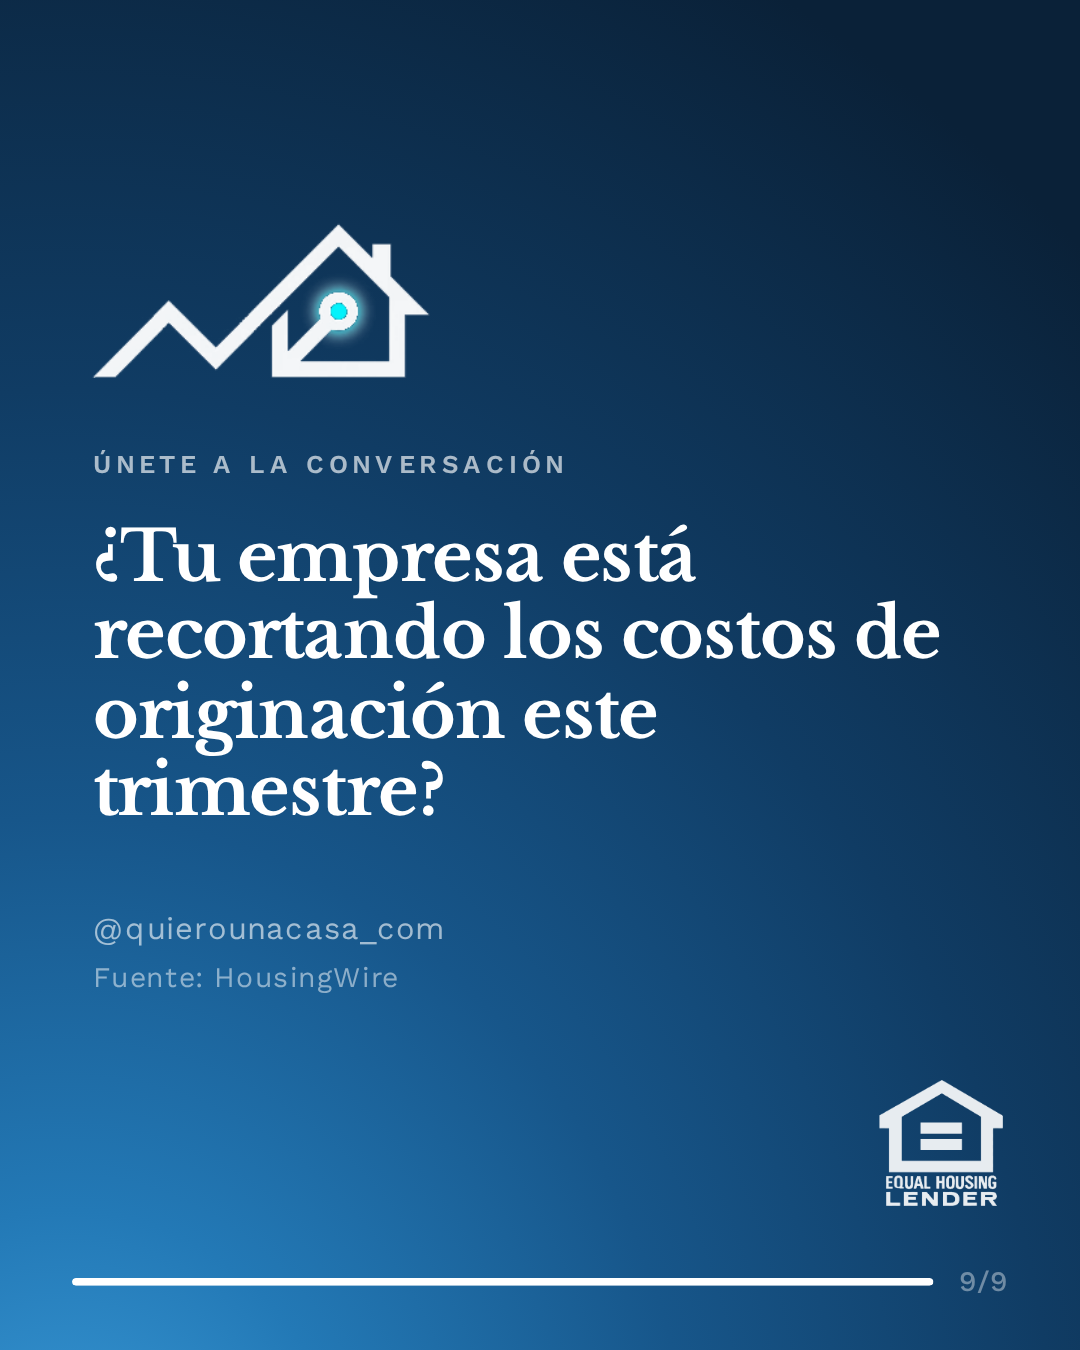 ÚNETE A LA CONVERSACIÓN
¿Tu empresa está
recortando los costos de
originación este
trimestre?
@quierounacasa_com
Fuente: HousingWire
EQUAL HOUSING
LENDER
9/9